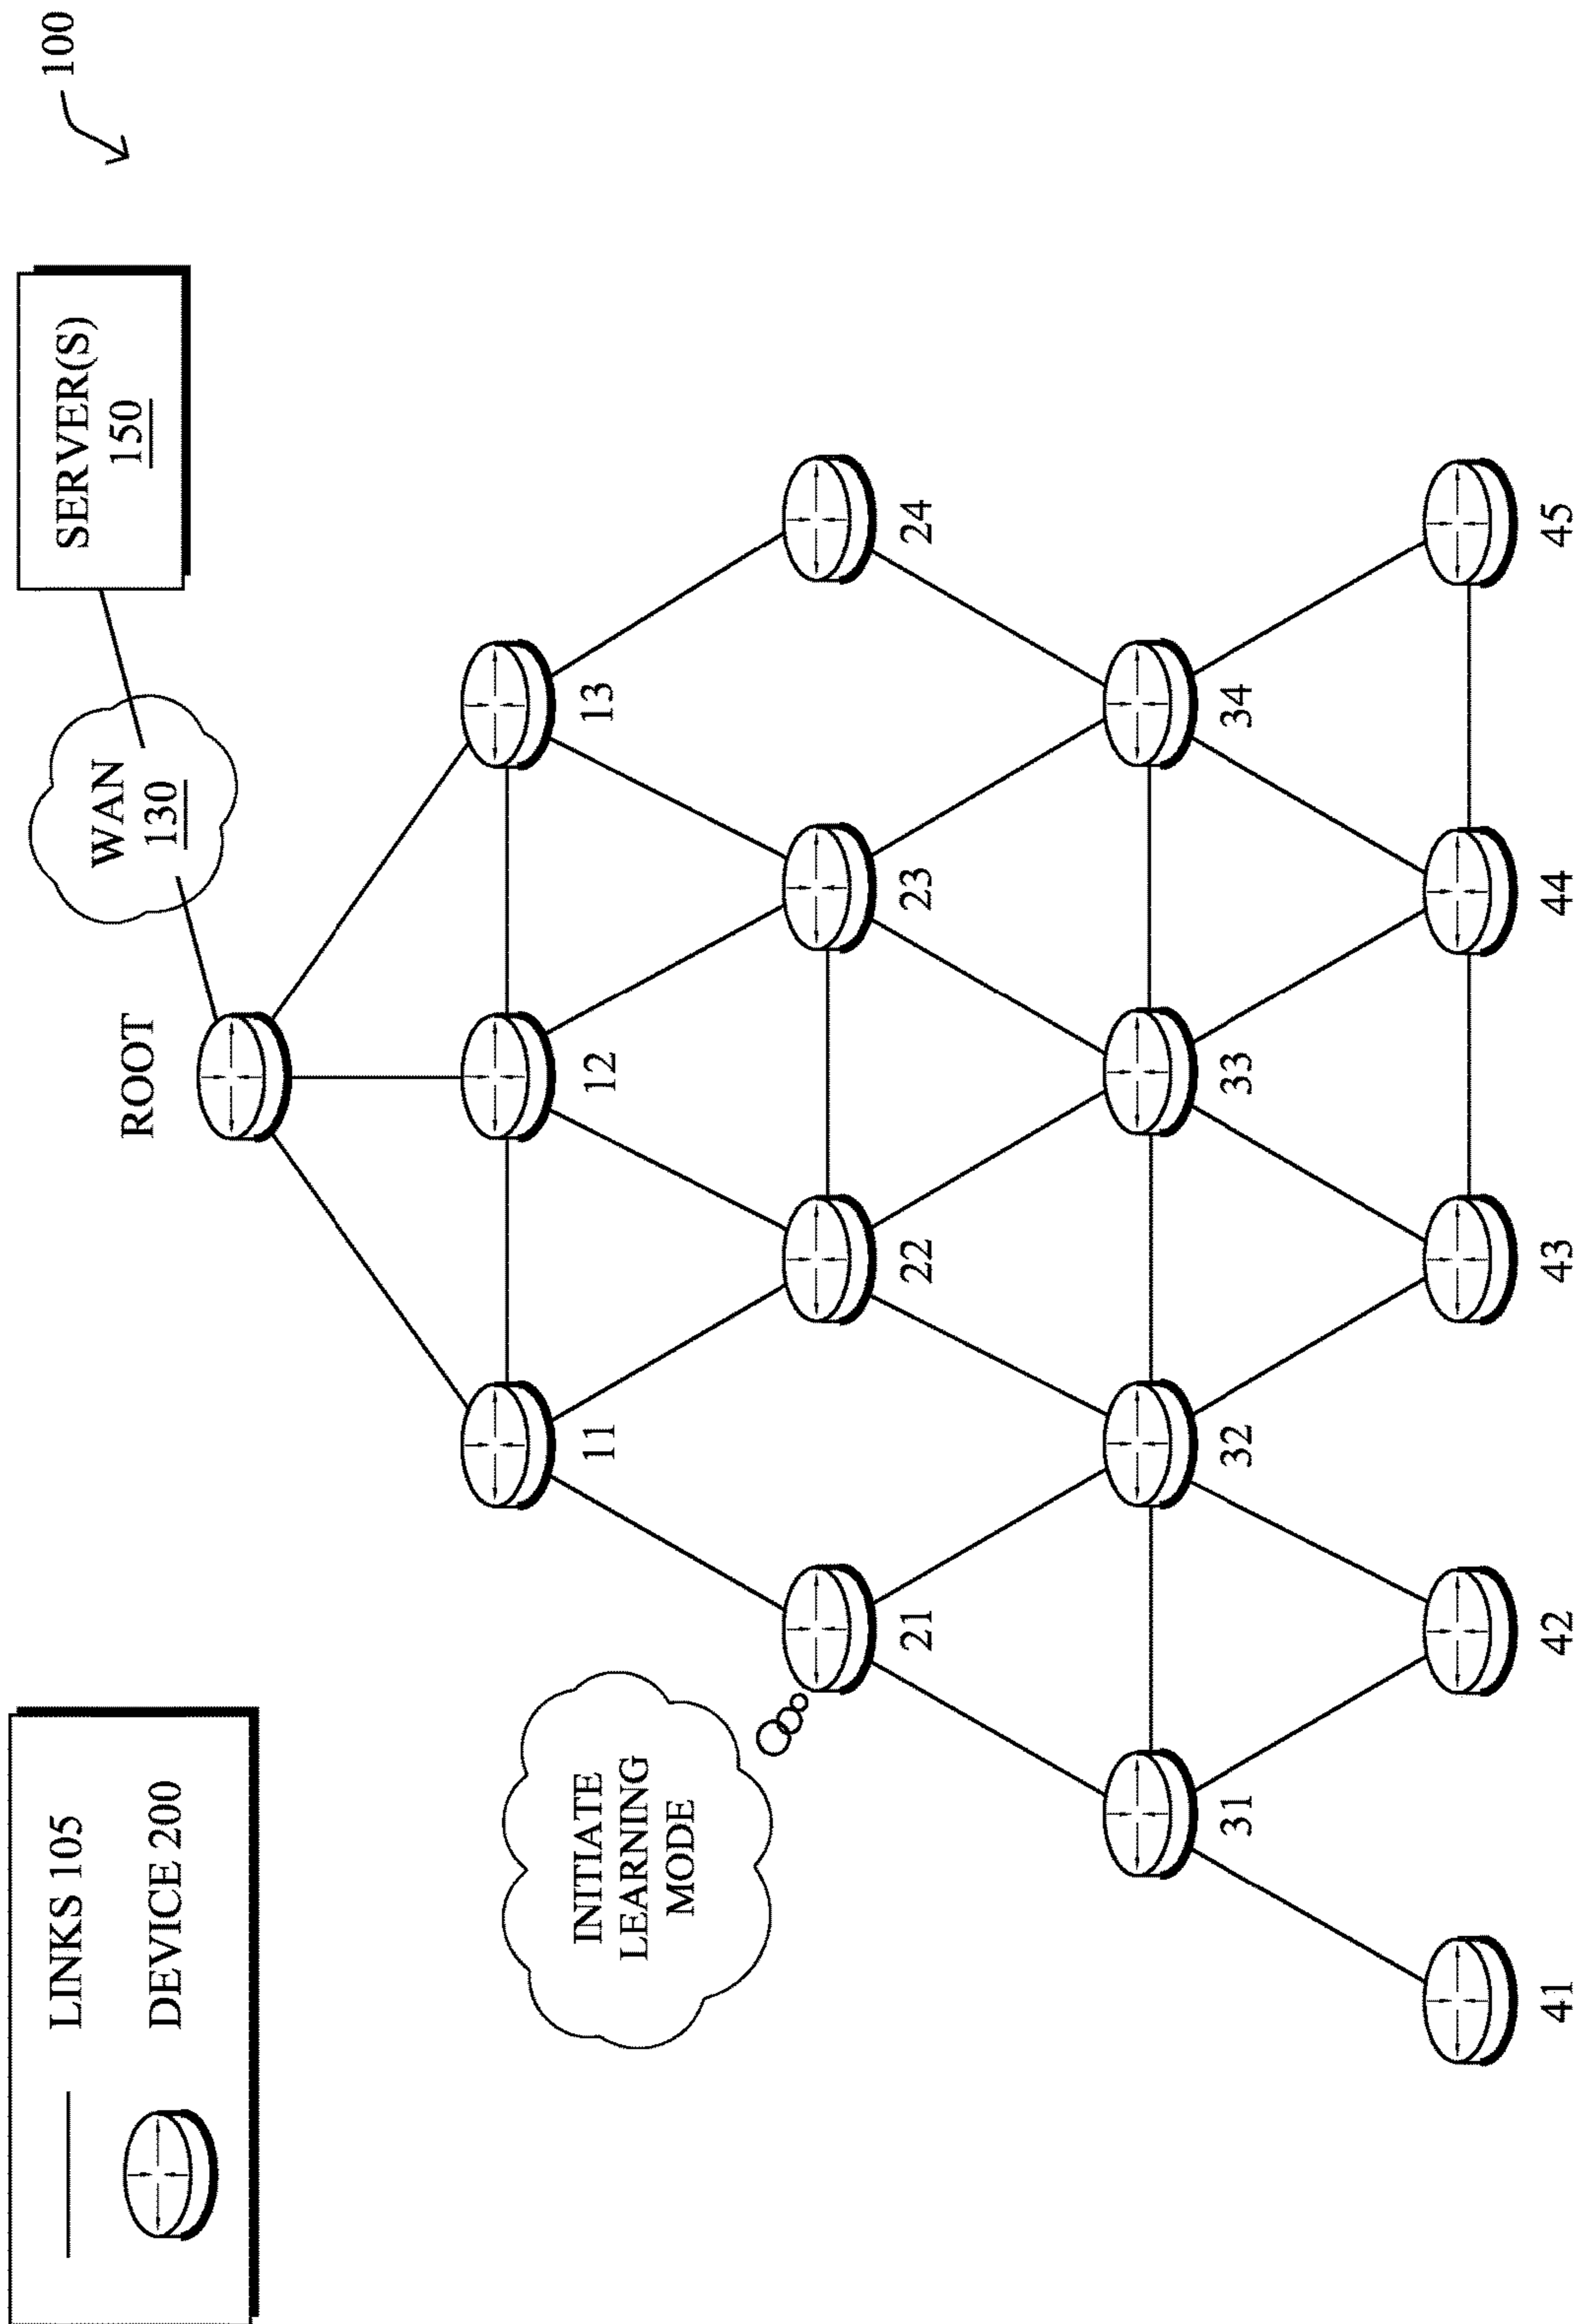 100
LINKS 105
DEVICE 200
SERVER(S)
150
WAN
130
ROOT
INITIATE
LEARNING
MODE
11
12
13
21
22
23
24
31
32
33
34
41
42
43
44
45